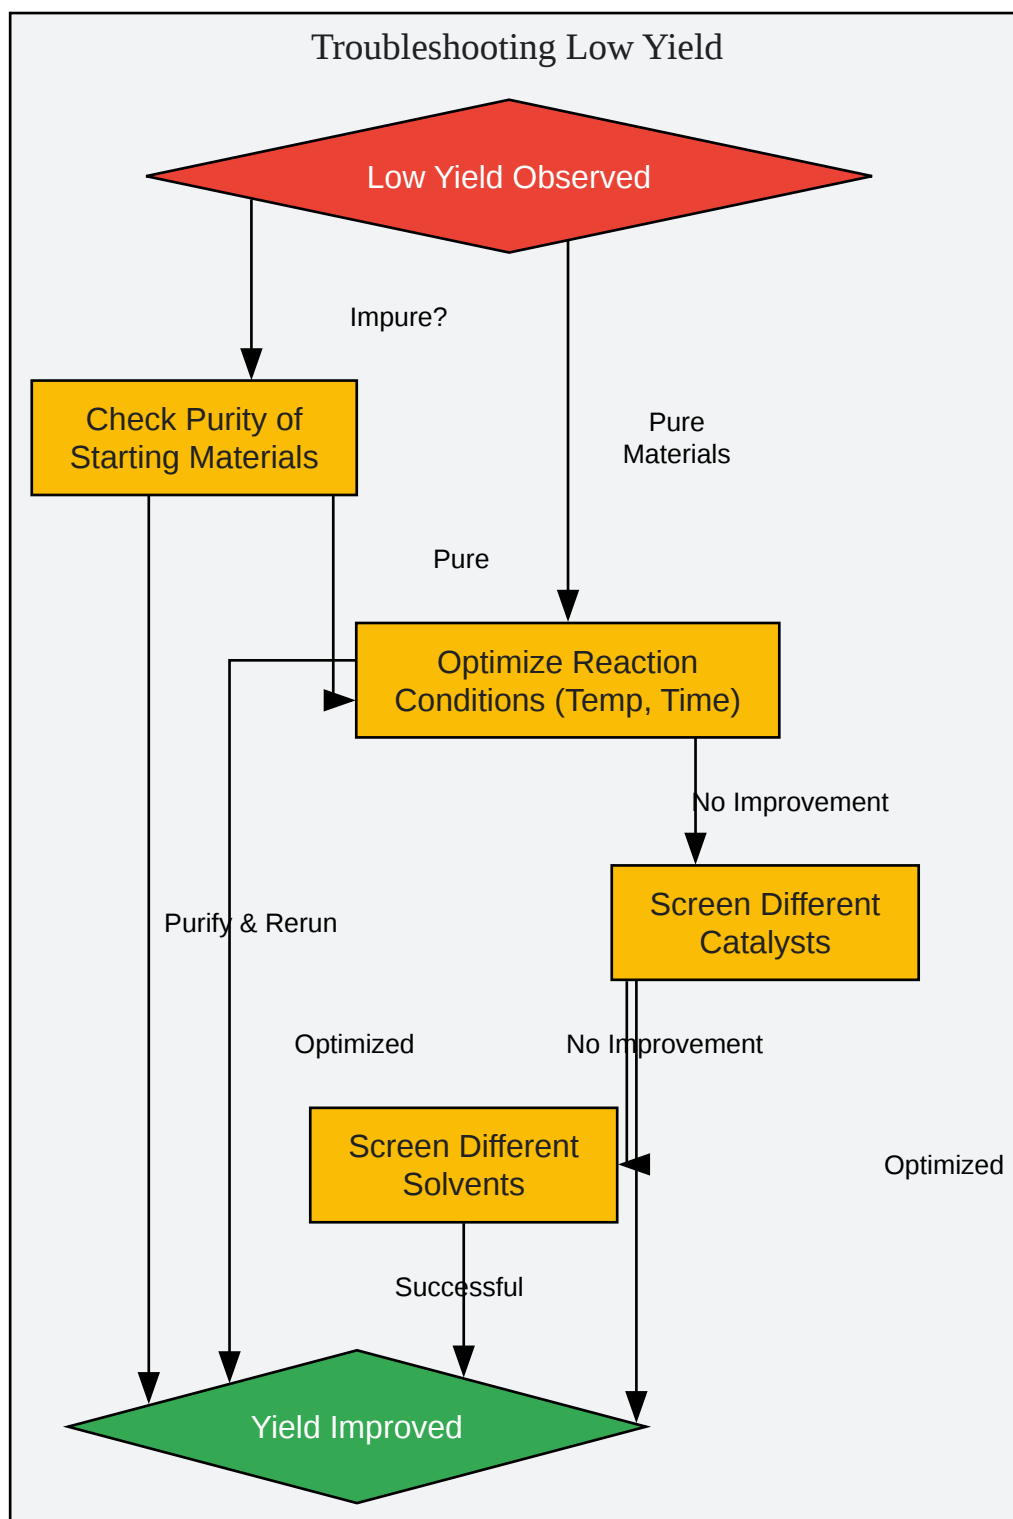 Troubleshooting Low Yield
Low Yield Observed
Impure?
Check Purity of
Starting Materials
Pure
Materials
Pure
Optimize Reaction
Conditions (Temp, Time)
No Improvement
Screen Different
Catalysts
Purify & Rerun
Optimized
No Improvement
Screen Different
Solvents
Optimized
Successful
Yield Improved